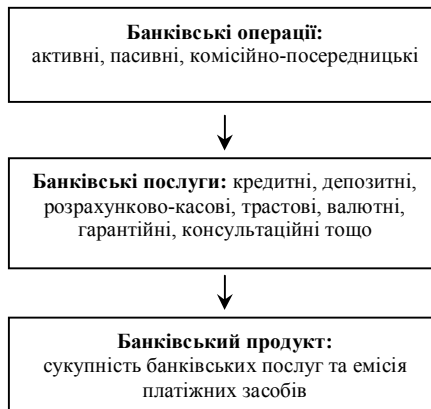 Банківські операції:
активні, пасивні, комісійно-посередницькі
Банківські послуги: кредитні, депозитні,
розрахунково-касові, трастові, валютні,
гарантійні, консультаційні тощо
Банківський продукт:
сукупність банківських послуг та емісія
платіжних засобів